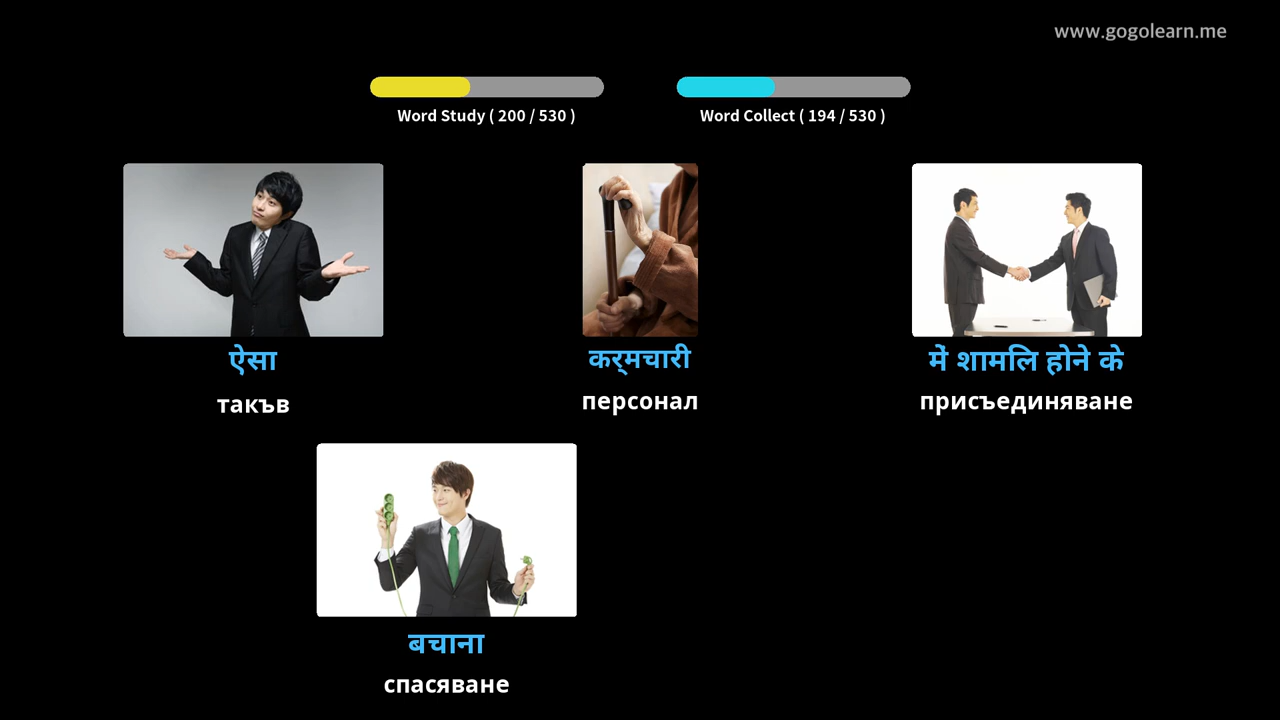 www.gogolearn.me
Word Study ( 200 / 530 )
Word Collect ( 194 / 530 )
ऐसा
कर्मचारी
में शामिल होने के
такъв
персонал
присъединяване
बचाना
спасяване